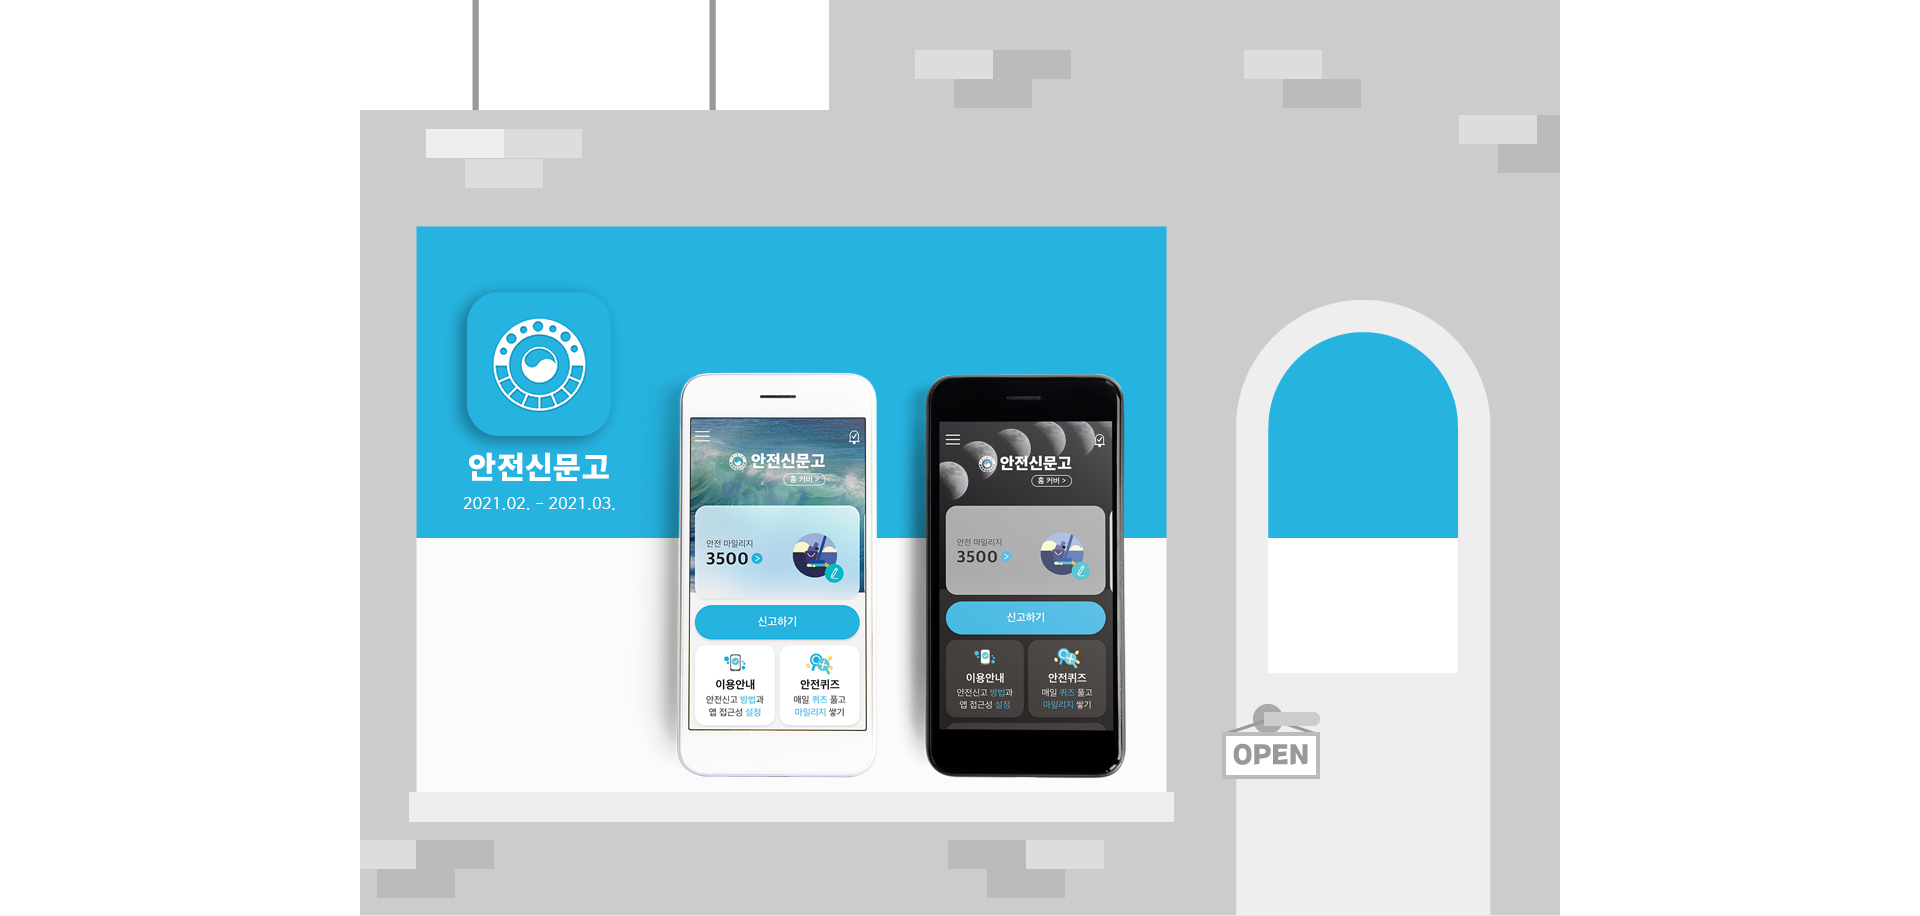 안전신문고
2021.02. - 2021.03.
안전신문고
홈 커버 >
안전 마일리지
3500 >
신고하기
이용안내
안전신고 방법과
앱 접근성 설정
안전퀴즈
매일 퀴즈 풀고
마일리지 쌓기
안전신문고
홈 커버 >
안전 마일리지
3500 >
신고하기
이용안내
안전신고 방법과
앱 접근성 설정
안전퀴즈
매일 퀴즈 풀고
마일리지 쌓기
OPEN